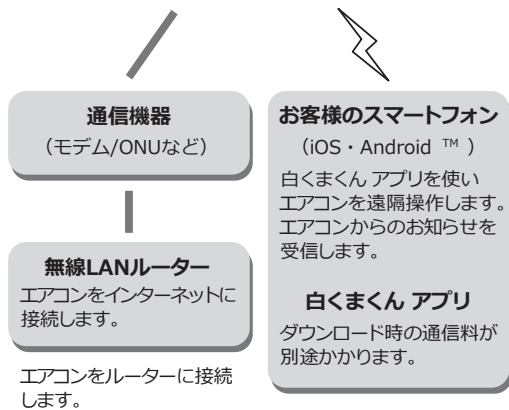 通信機器
（モデム/ONUなど）
無線LANルーター
エアコンをインターネットに
接続します。
エアコンをルーターに接続
します。
お客様のスマートフォン
（iOS・Android ™ ）
白くまくん アプリを使い
エアコンを遠隔操作します。
エアコンからのお知らせを
受信します。
白くまくん アプリ
ダウンロード時の通信料が
別途かかります。